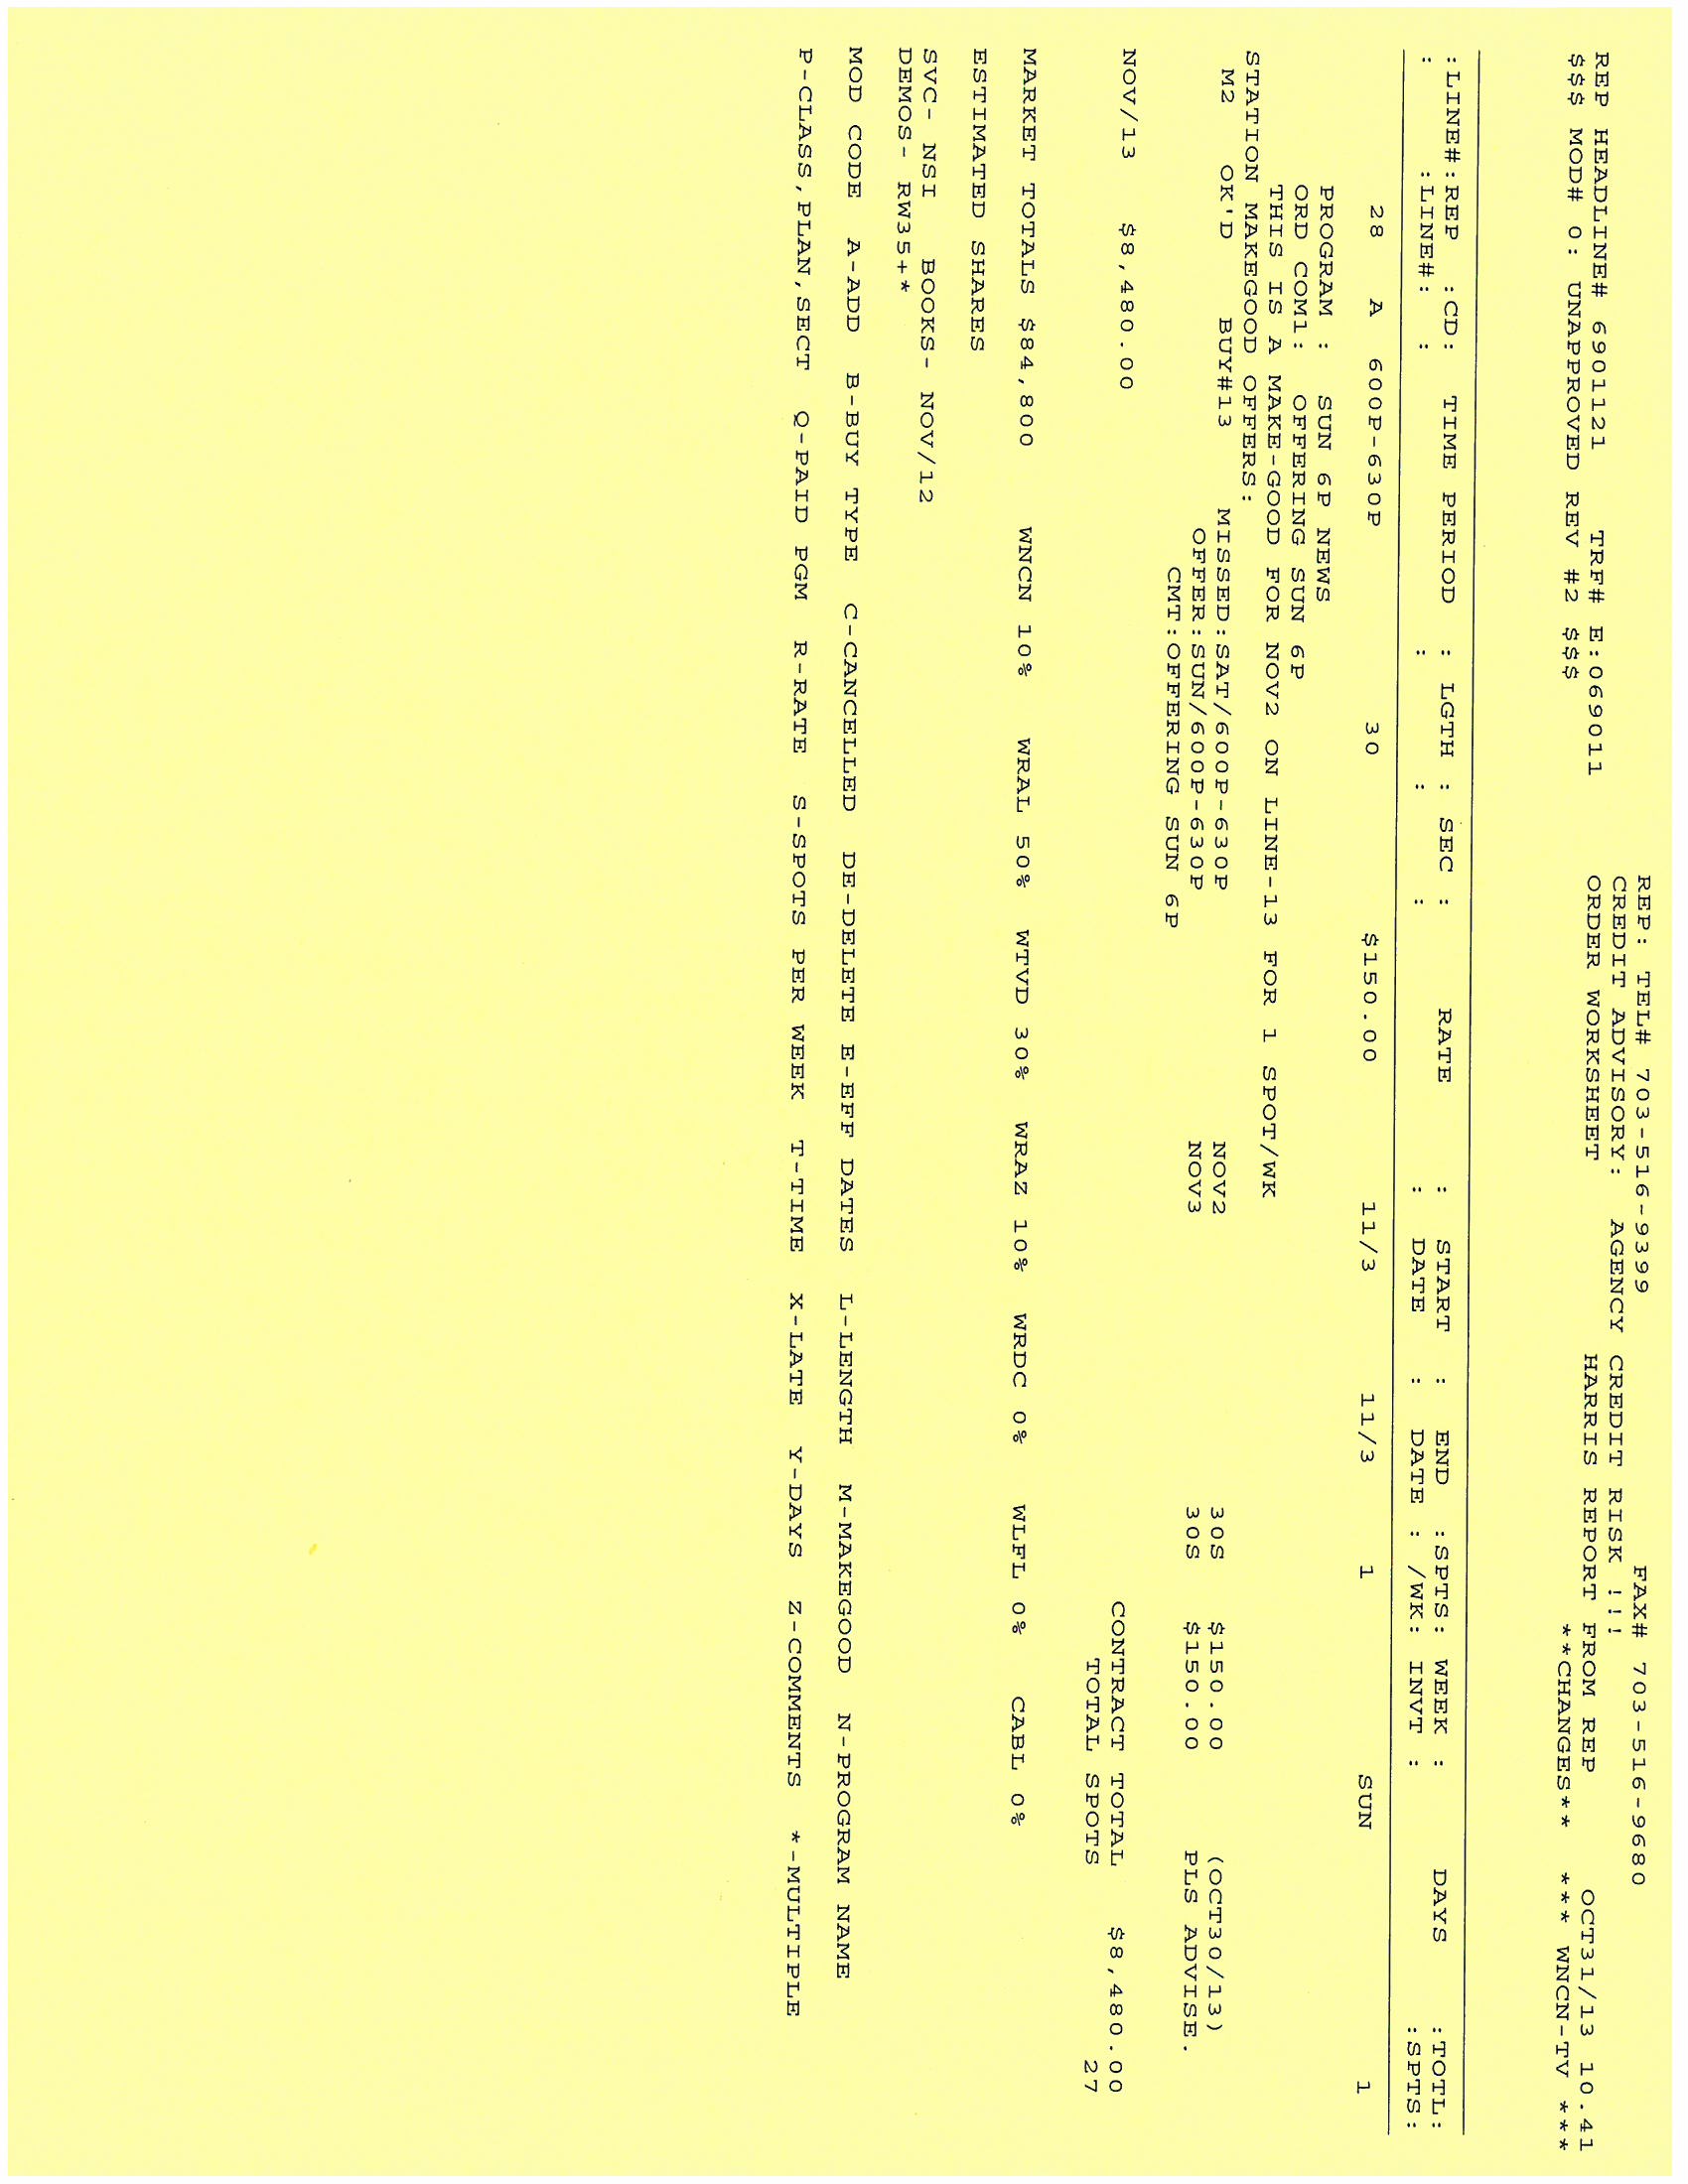 REP: TEL# 703-516-9399 FAX# 703-516-9680
CREDIT ADVISORY: AGENCY CREDIT RISK !!!
REP HEADLINE# 6901121 TRF# E:069011 ORDER WORKSHEET HARRIS REPORT FROM REP OCT31/13 10.41
$$$ MOD# 0: UNAPPROVED REV #2 $$$ **CHANGES** *** WNCN-TV ***
:LINE#:REP :CD: TIME PERIOD : LGTH : SEC : RATE : START : END :SPTS: WEEK : DAYS :TOTL:
: :LINE#: : : : : : DATE : DATE : /WK: INVT : :SPTS:
28 A 600P-630P 30 $150.00 11/3 11/3 1 SUN 1
PROGRAM : SUN 6P NEWS
ORD COM1: OFFERING SUN 6P
THIS IS A MAKE-GOOD FOR NOV2 ON LINE-13 FOR 1 SPOT/WK
STATION MAKEGOOD OFFERS:
M2 OK'D BUY#13 MISSED:SAT/600P-630P NOV2 30S $150.00 (OCT30/13)
OFFER:SUN/600P-630P NOV3 30S $150.00 PLS ADVISE.
CMT:OFFERING SUN 6P
NOV/13 $8,480.00 CONTRACT TOTAL $8,480.00
TOTAL SPOTS 27
MARKET TOTALS $84,800 WNCN 10% WRAL 50% WTVD 30% WRAZ 10% WRDC 0% WLFL 0% CABL 0%
ESTIMATED SHARES
SVC- NSI BOOKS- NOV/12
DEMOS- RW35+*
MOD CODE A-ADD B-BUY TYPE C-CANCELLED DE-DELETE E-EFF DATES L-LENGTH M-MAKEGOOD N-PROGRAM NAME
P-CLASS,PLAN,SECT Q-PAID PGM R-RATE S-SPOTS PER WEEK T-TIME X-LATE Y-DAYS Z-COMMENTS *-MULTIPLE